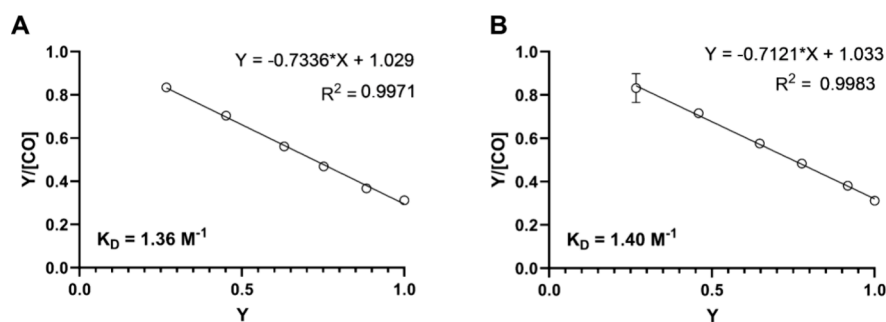 A
Y = -0.7336*X + 1.029
R² = 0.9971
1.0
0.8
0.6
0.4
0.2
0.0
Y/[CO]
K_D = 1.36 M⁻¹
0.0 0.5 1.0
Y
B
Y = -0.7121*X + 1.033
R² = 0.9983
1.0
0.8
0.6
0.4
0.2
0.0
Y/[CO]
K_D = 1.40 M⁻¹
0.0 0.5 1.0
Y